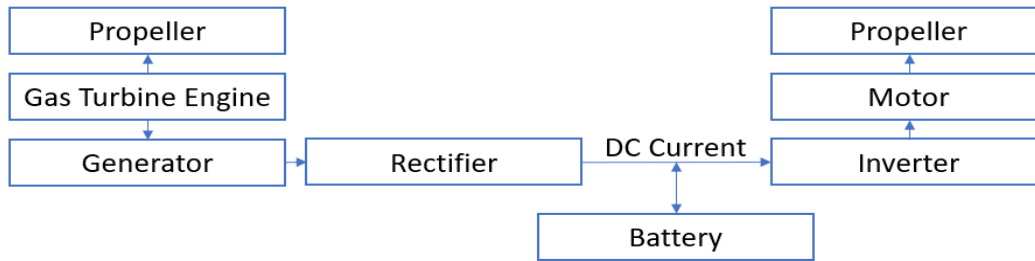 Propeller
Gas Turbine Engine
Generator
Rectifier
DC Current
Battery
Propeller
Motor
Inverter